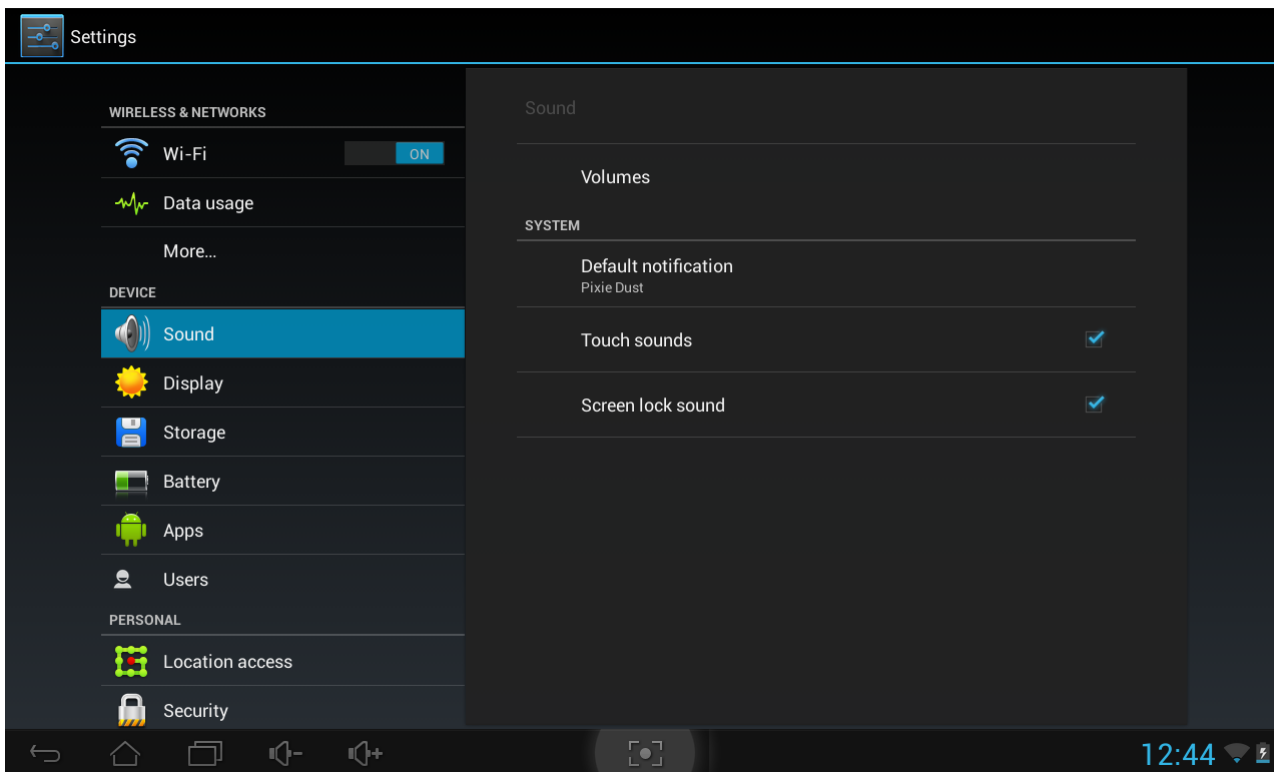 Settings
WIRELESS & NETWORKS
Wi-Fi
ON
Data usage
More...
DEVICE
Sound
Display
Storage
Battery
Apps
Users
PERSONAL
Location access
Security
Sound
Volumes
SYSTEM
Default notification
Pixie Dust
Touch sounds
Screen lock sound
12:44